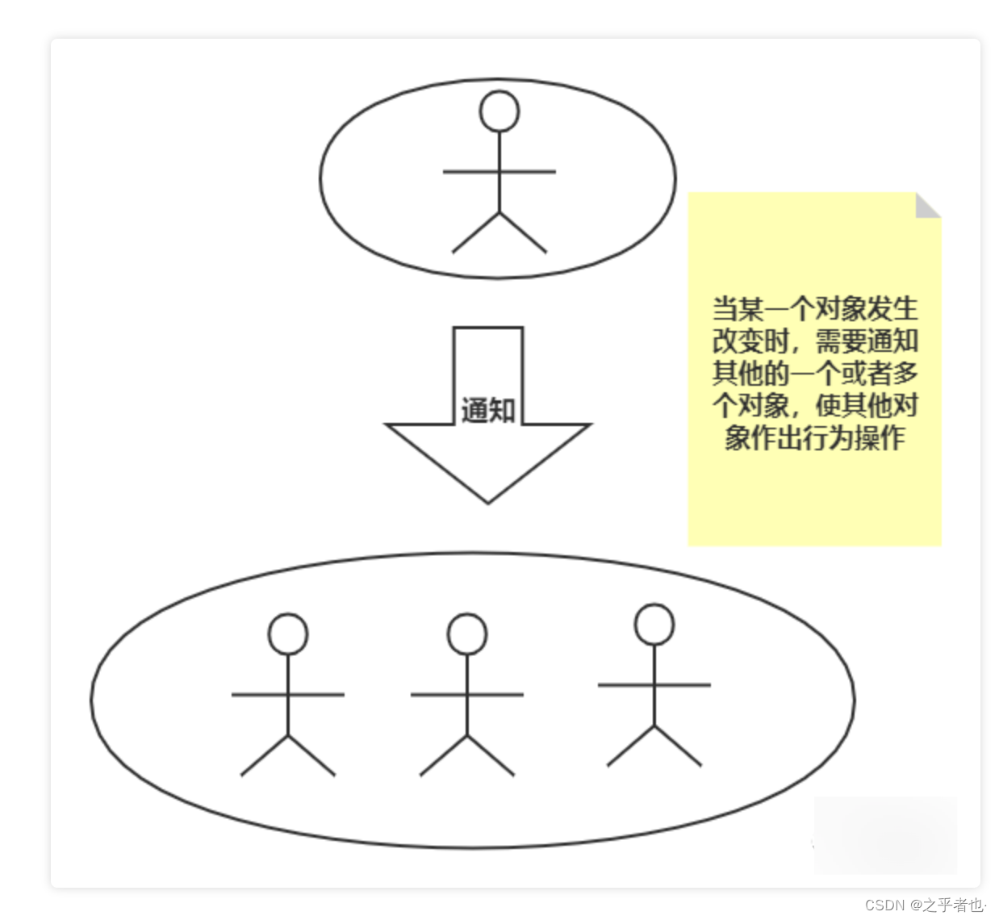 当某一个对象发生
改变时，需要通知
其他的一个或者多
个对象，使其他对
象作出行为操作
通知
CSDN @之乎者也·